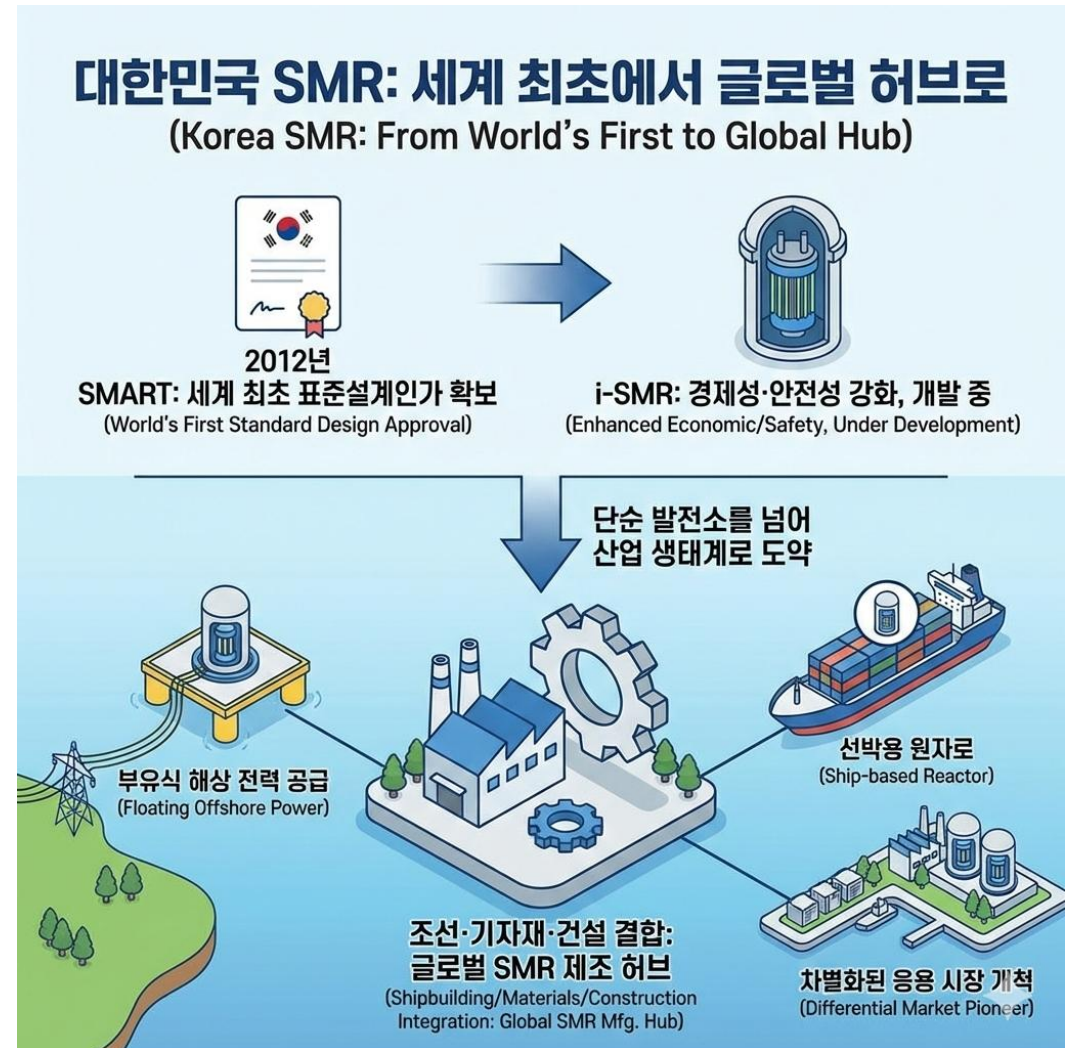 대한민국 SMR: 세계 최초에서 글로벌 허브로
(Korea SMR: From World's First to Global Hub)
2012년
SMART: 세계 최초 표준설계인가 확보
(World's First Standard Design Approval)
i-SMR: 경제성·안전성 강화, 개발 중
(Enhanced Economic/Safety, Under Development)
단순 발전소를 넘어
산업 생태계로 도약
부유식 해상 전력 공급
(Floating Offshore Power)
선박용 원자로
(Ship-based Reactor)
조선·기자재·건설 결합:
글로벌 SMR 제조 허브
(Shipbuilding/Materials/Construction
Integration: Global SMR Mfg. Hub)
차별화된 응용 시장 개척
(Differential Market Pioneer)